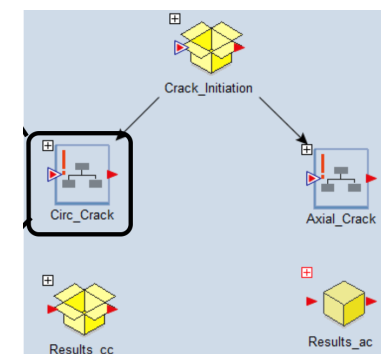 Crack_Initiation
Circ_Crack
Axial_Crack
Results_cc
Results_ac